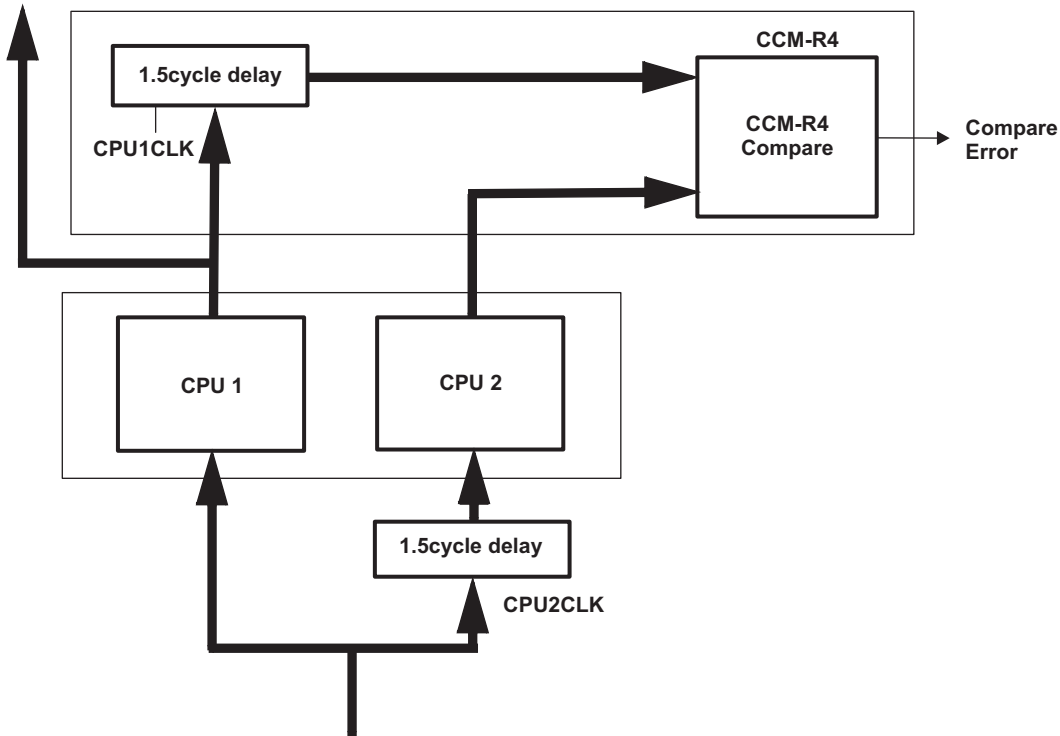 CCM-R4
1.5cycle delay
CPU1CLK
CCM-R4
Compare
Compare
Error
CPU 1
CPU 2
1.5cycle delay
CPU2CLK